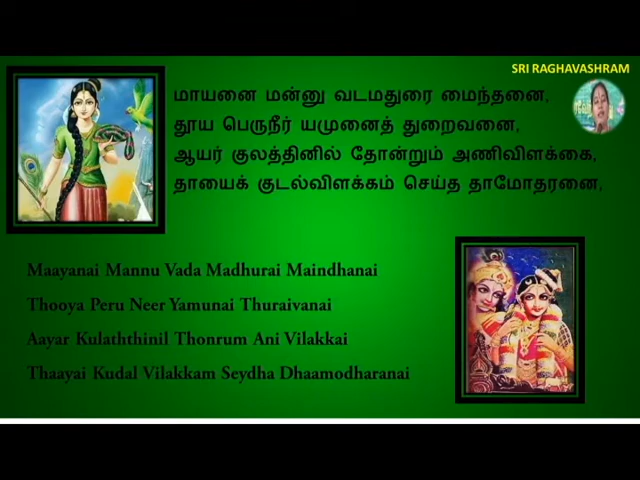 SRI RAGHAVASHRAM
மாயனை மன்னு வடமதுரை மைந்தனை,
தூய பெருநீர் யமுனைத் துறைவனை,
ஆயர் குலத்தினில் தோன்றும் அணிவிளக்கை,
தாயைக் குடல்விளக்கம் செய்த தாமோதரனை,
Maayanai Mannu Vada Madhurai Maindhanai
Thooya Peru Neer Yamunai Thuraivanai
Aayar Kulaththinil Thonrum Ani Vilakkai
Thaayai Kudal Vilakkam Seydha Dhaamodharanai